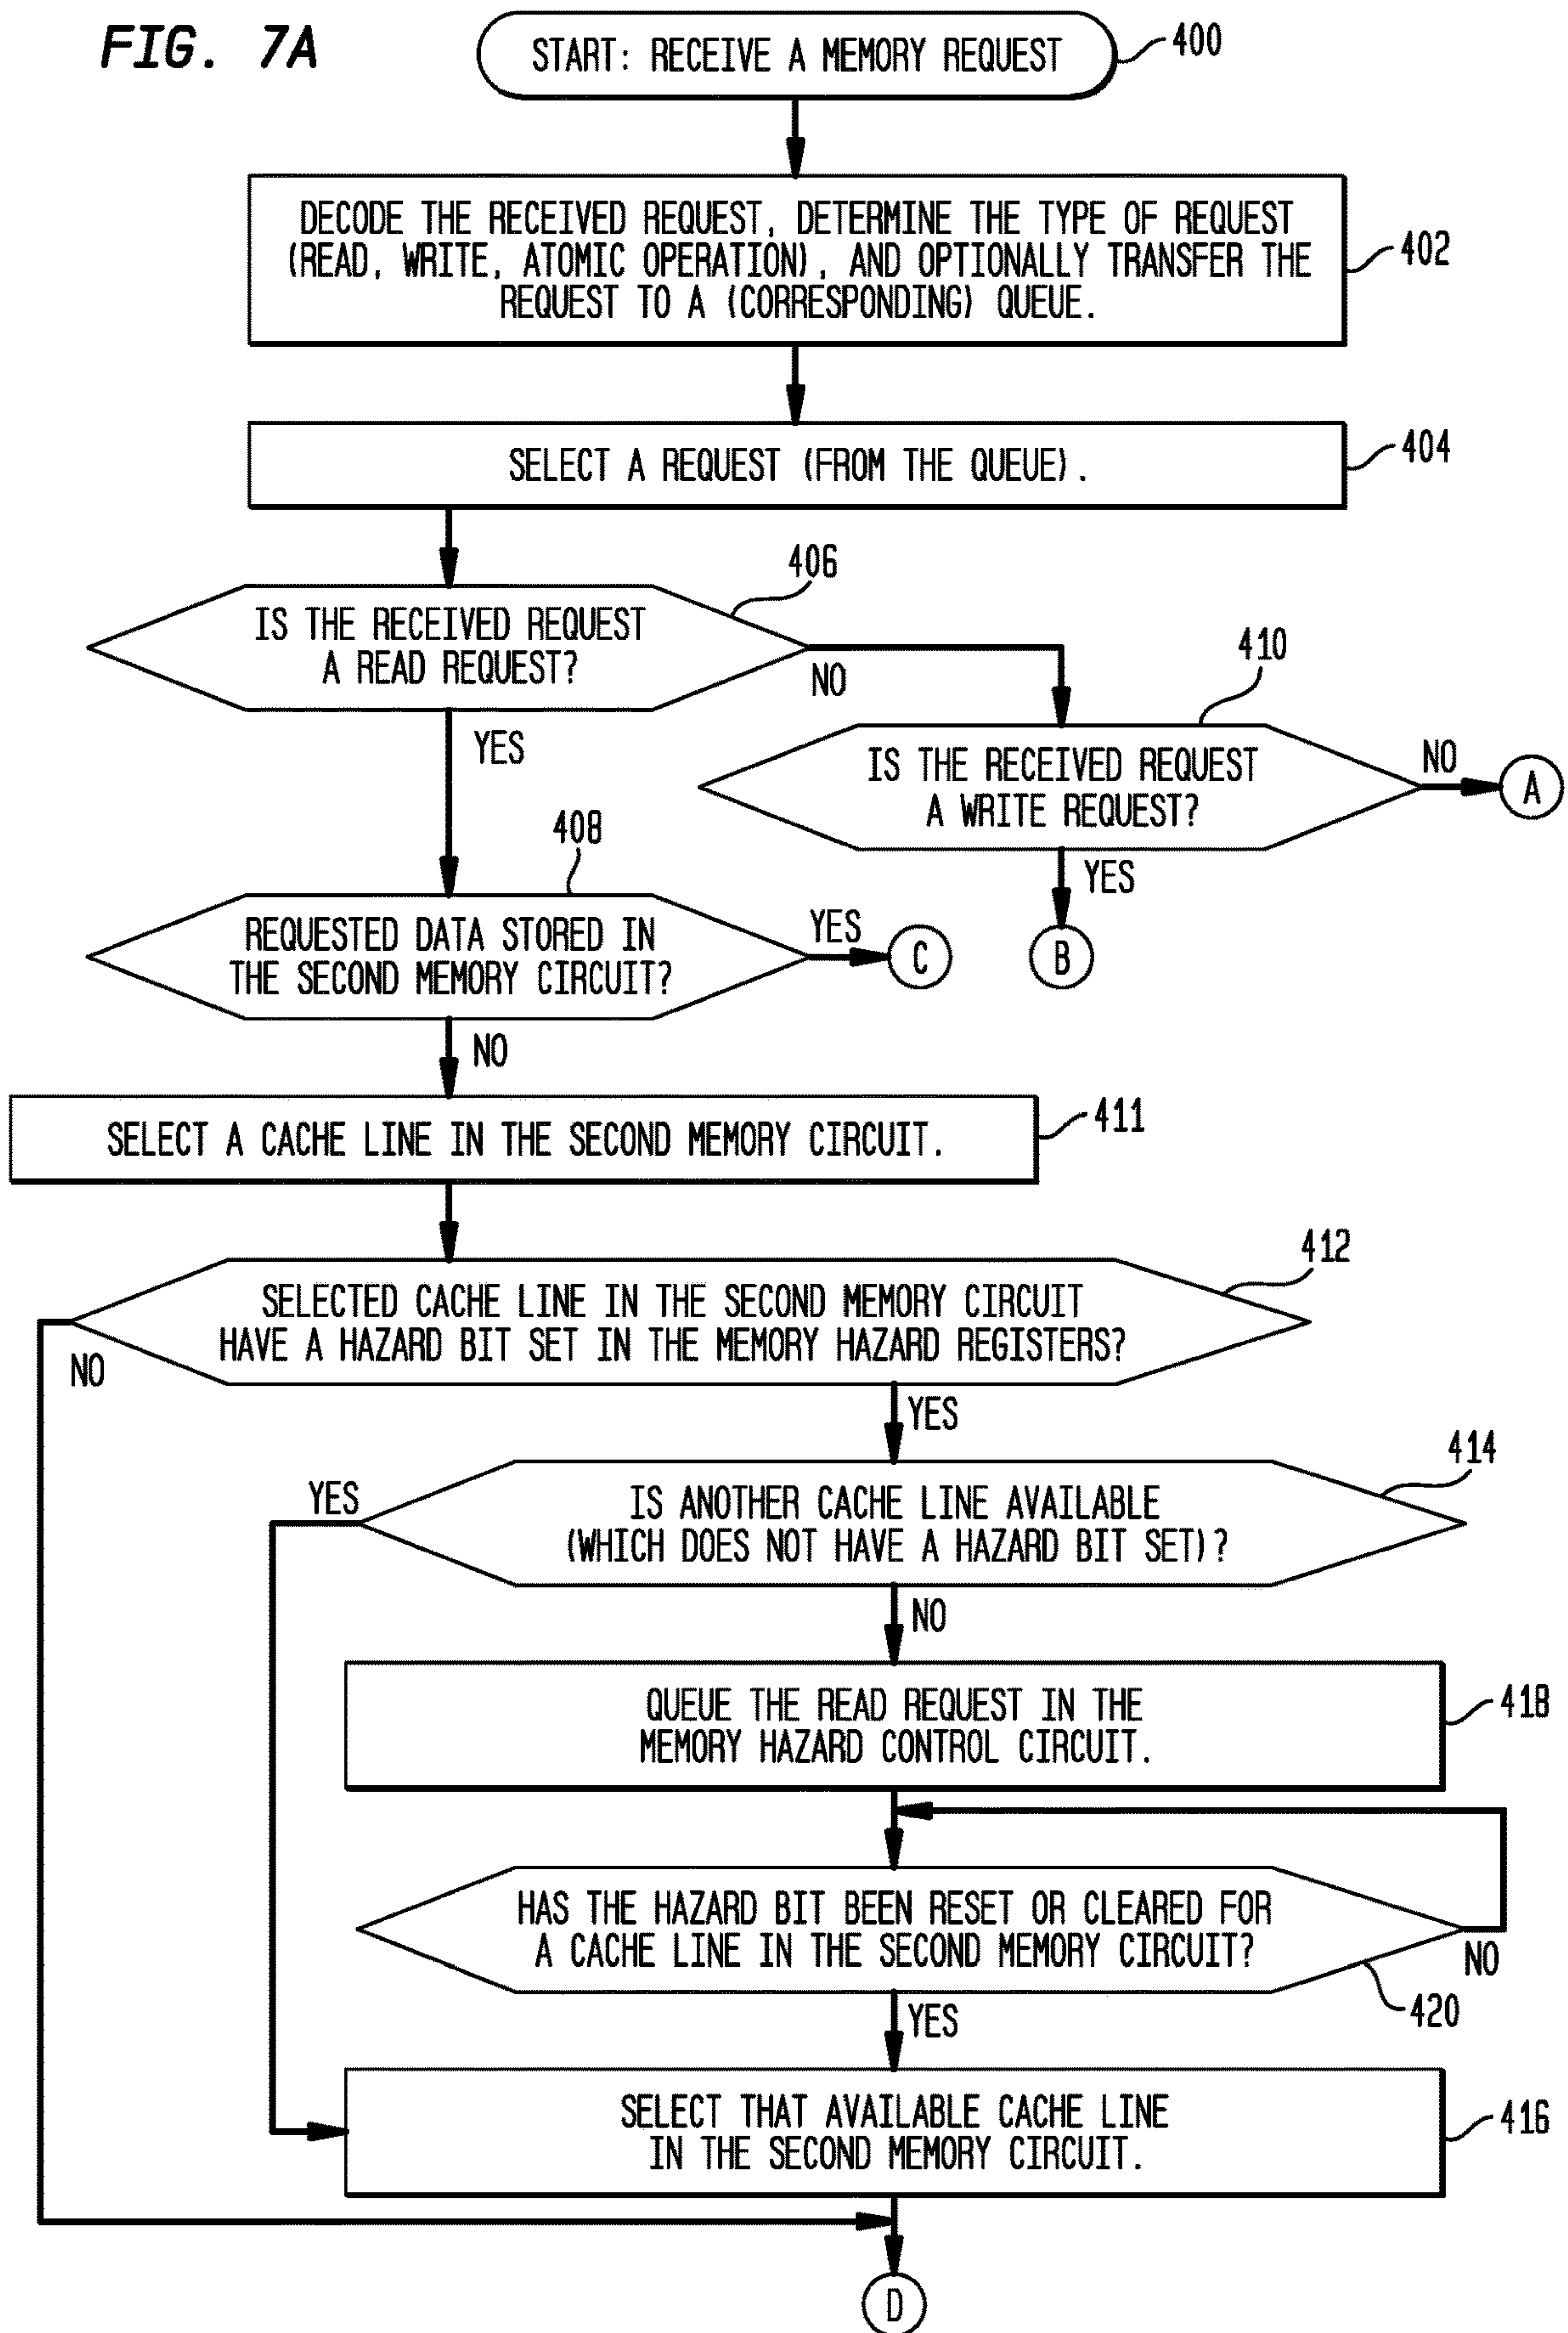 FIG. 7A
START: RECEIVE A MEMORY REQUEST
400
DECODE THE RECEIVED REQUEST, DETERMINE THE TYPE OF REQUEST
(READ, WRITE, ATOMIC OPERATION), AND OPTIONALLY TRANSFER THE
REQUEST TO A (CORRESPONDING) QUEUE.
402
SELECT A REQUEST (FROM THE QUEUE).
404
406
IS THE RECEIVED REQUEST
A READ REQUEST?
NO
YES
410
IS THE RECEIVED REQUEST
A WRITE REQUEST?
NO
A
YES
B
408
REQUESTED DATA STORED IN
THE SECOND MEMORY CIRCUIT?
YES
C
NO
SELECT A CACHE LINE IN THE SECOND MEMORY CIRCUIT.
411
412
SELECTED CACHE LINE IN THE SECOND MEMORY CIRCUIT
HAVE A HAZARD BIT SET IN THE MEMORY HAZARD REGISTERS?
NO
YES
414
YES
IS ANOTHER CACHE LINE AVAILABLE
(WHICH DOES NOT HAVE A HAZARD BIT SET)?
NO
QUEUE THE READ REQUEST IN THE
MEMORY HAZARD CONTROL CIRCUIT.
418
HAS THE HAZARD BIT BEEN RESET OR CLEARED FOR
A CACHE LINE IN THE SECOND MEMORY CIRCUIT?
NO
420
YES
SELECT THAT AVAILABLE CACHE LINE
IN THE SECOND MEMORY CIRCUIT.
416
D